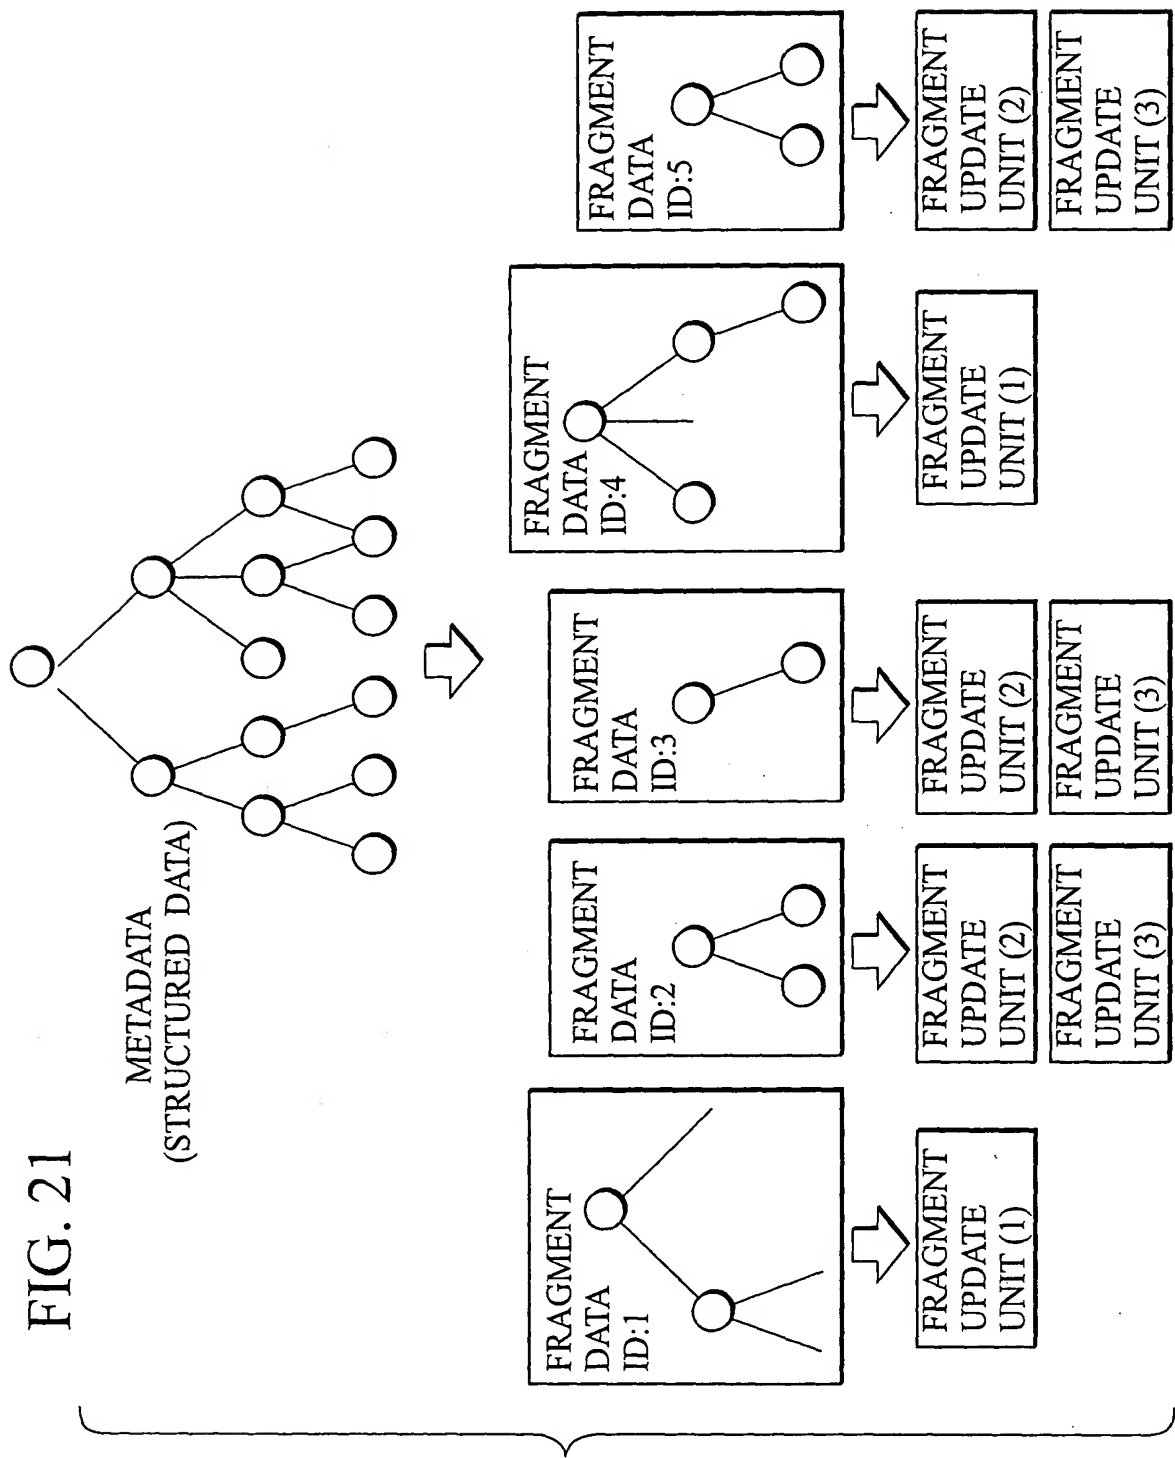 FIG. 21
METADATA
(STRUCTURED DATA)
FRAGMENT
DATA
ID:1
FRAGMENT
DATA
ID:2
FRAGMENT
DATA
ID:3
FRAGMENT
DATA
ID:4
FRAGMENT
DATA
ID:5
FRAGMENT
UPDATE
UNIT (1)
FRAGMENT
UPDATE
UNIT (2)
FRAGMENT
UPDATE
UNIT (3)
FRAGMENT
UPDATE
UNIT (2)
FRAGMENT
UPDATE
UNIT (3)
FRAGMENT
UPDATE
UNIT (1)
FRAGMENT
UPDATE
UNIT (2)
FRAGMENT
UPDATE
UNIT (3)